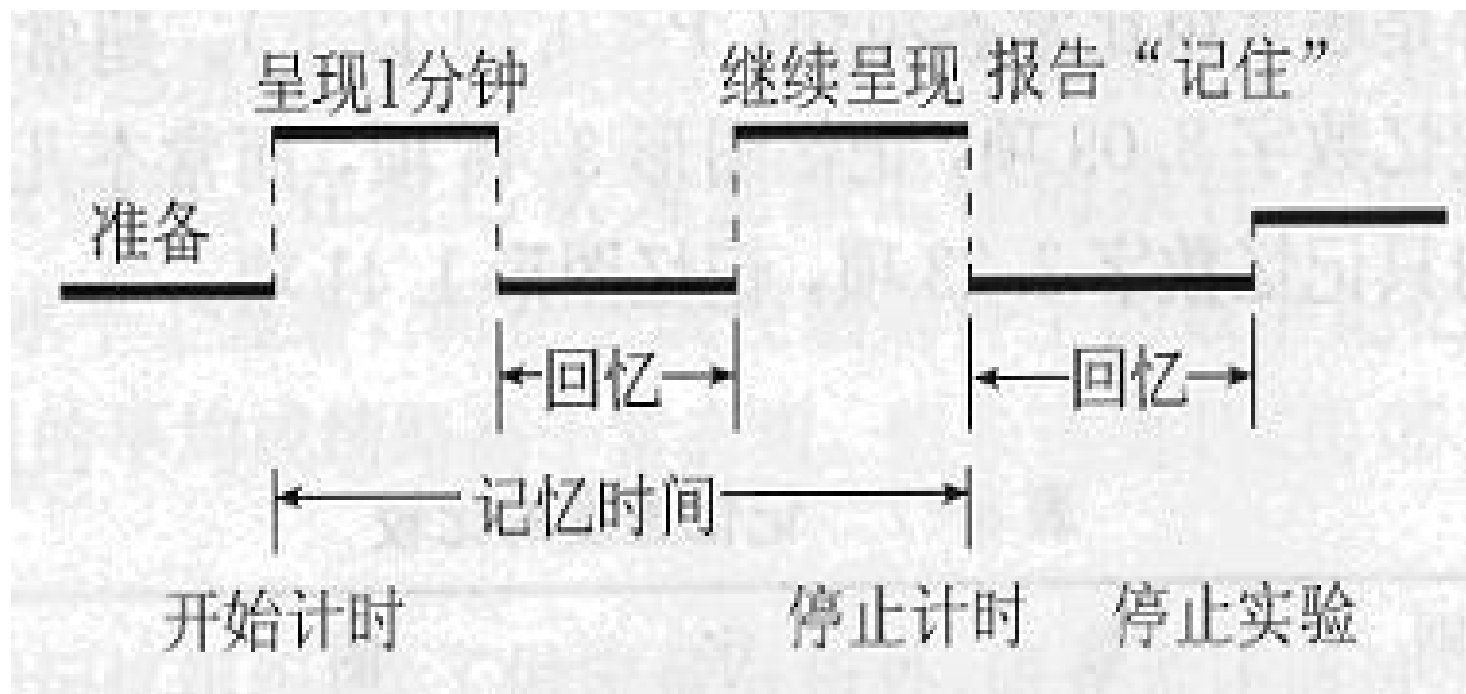 呈现1分钟
继续呈现 报告“记住”
准备
回忆
回忆
记忆时间
开始计时
停止计时
停止实验